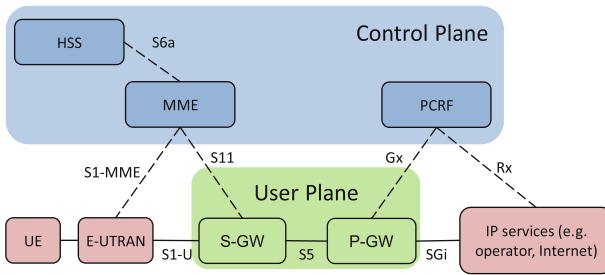 Control Plane
HSS
S6a
MME
PCRF
S1-MME
S11
Gx
Rx
User Plane
UE
E-UTRAN
S1-U
S-GW
S5
P-GW
SGi
IP services (e.g.
operator, Internet)